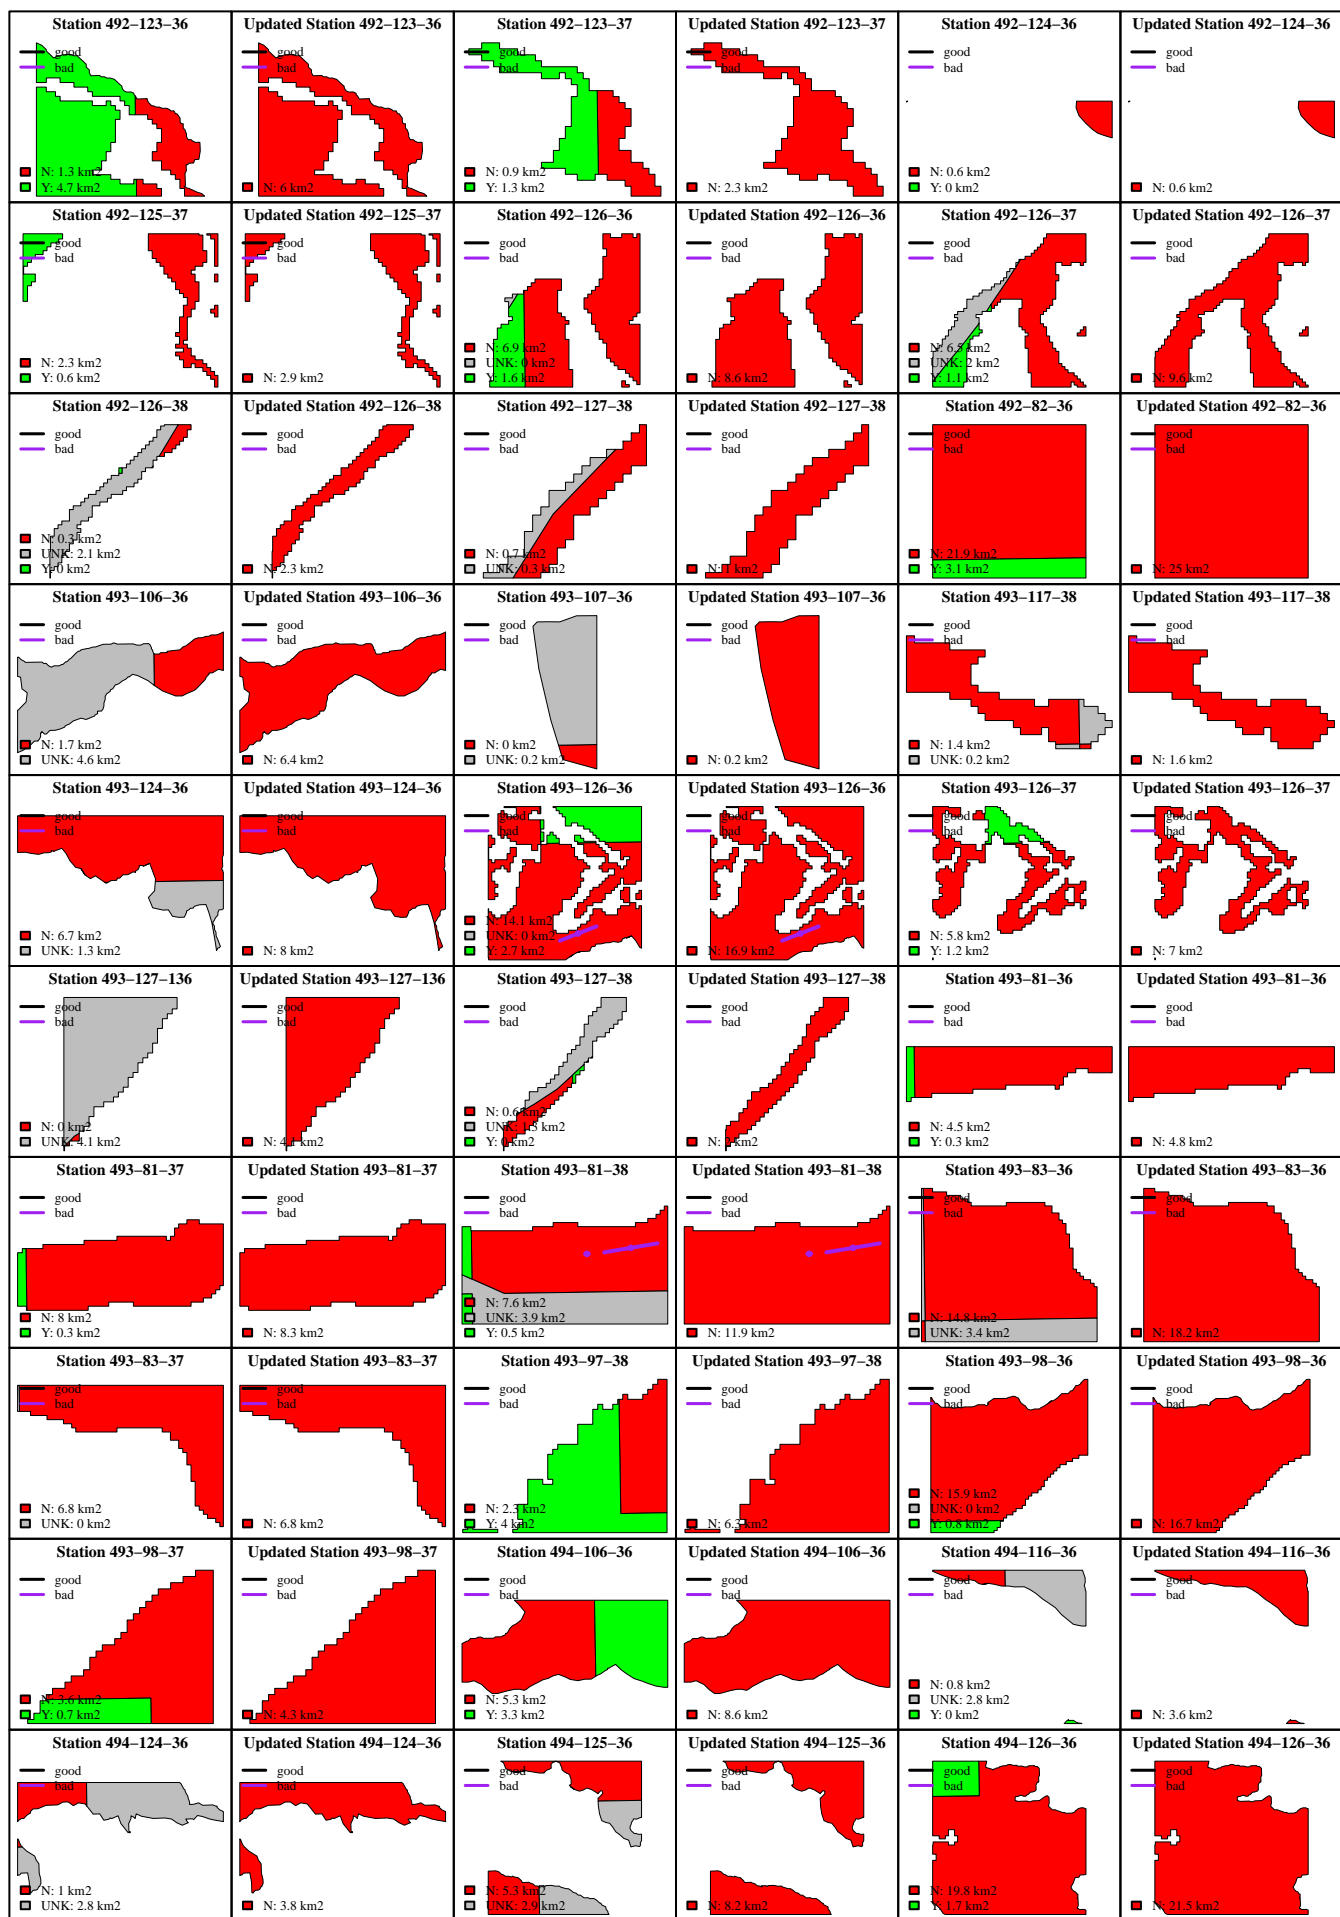 Station 492−123−36
good
bad
N: 1.3 km2
Y: 4.7 km2
Updated Station 492−123−36
good
bad
N: 6 km2
Station 492−123−37
good
bad
N: 0.9 km2
Y: 1.3 km2
Updated Station 492−123−37
good
bad
N: 2.3 km2
Station 492−124−36
good
bad
N: 0.6 km2
Y: 0 km2
Updated Station 492−124−36
good
bad
N: 0.6 km2
Station 492−125−37
good
bad
N: 2.3 km2
Y: 0.6 km2
Updated Station 492−125−37
good
bad
N: 2.9 km2
Station 492−126−36
good
bad
N: 6.9 km2
UNK: 0 km2
Y: 1.6 km2
Updated Station 492−126−36
good
bad
N: 8.6 km2
Station 492−126−37
good
bad
N: 6.5 km2
UNK: 2 km2
Y: 1.1 km2
Updated Station 492−126−37
good
bad
N: 9.6 km2
Station 492−126−38
good
bad
N: 0.3 km2
UNK: 2.1 km2
Y: 0 km2
Updated Station 492−126−38
good
bad
N: 2.3 km2
Station 492−127−38
good
bad
N: 0.7 km2
UNK: 0.3 km2
Updated Station 492−127−38
good
bad
N: 1 km2
Station 492−82−36
good
bad
N: 21.9 km2
Y: 3.1 km2
Updated Station 492−82−36
good
bad
N: 25 km2
Station 493−106−36
good
bad
N: 1.7 km2
UNK: 4.6 km2
Updated Station 493−106−36
good
bad
N: 6.4 km2
Station 493−107−36
good
bad
N: 0 km2
UNK: 0.2 km2
Updated Station 493−107−36
good
bad
N: 0.2 km2
Station 493−117−38
good
bad
N: 1.4 km2
UNK: 0.2 km2
Updated Station 493−117−38
good
bad
N: 1.6 km2
Station 493−124−36
good
bad
N: 6.7 km2
UNK: 1.3 km2
Updated Station 493−124−36
good
bad
N: 8 km2
Station 493−126−36
good
bad
N: 14.1 km2
UNK: 0 km2
Y: 2.7 km2
Updated Station 493−126−36
good
bad
N: 16.9 km2
Station 493−126−37
good
bad
N: 5.8 km2
Y: 1.2 km2
Updated Station 493−126−37
good
bad
N: 7 km2
Station 493−127−136
good
bad
N: 0 km2
UNK: 4.1 km2
Updated Station 493−127−136
good
bad
N: 4.1 km2
Station 493−127−38
good
bad
N: 0.6 km2
UNK: 1.3 km2
Y: 0 km2
Updated Station 493−127−38
good
bad
N: 2 km2
Station 493−81−36
good
bad
N: 4.5 km2
Y: 0.3 km2
Updated Station 493−81−36
good
bad
N: 4.8 km2
Station 493−81−37
good
bad
N: 8 km2
Y: 0.3 km2
Updated Station 493−81−37
good
bad
N: 8.3 km2
Station 493−81−38
good
bad
N: 7.6 km2
UNK: 3.9 km2
Y: 0.5 km2
Updated Station 493−81−38
good
bad
N: 11.9 km2
Station 493−83−36
good
bad
N: 14.8 km2
UNK: 3.4 km2
Updated Station 493−83−36
good
bad
N: 18.2 km2
Station 493−83−37
good
bad
N: 6.8 km2
UNK: 0 km2
Updated Station 493−83−37
good
bad
N: 6.8 km2
Station 493−97−38
good
bad
N: 2.3 km2
Y: 4 km2
Updated Station 493−97−38
good
bad
N: 6.3 km2
Station 493−98−36
good
bad
N: 15.9 km2
UNK: 0 km2
Y: 0.8 km2
Updated Station 493−98−36
good
bad
N: 16.7 km2
Station 493−98−37
good
bad
N: 3.6 km2
Y: 0.7 km2
Updated Station 493−98−37
good
bad
N: 4.3 km2
Station 494−106−36
good
bad
N: 5.3 km2
Y: 3.3 km2
Updated Station 494−106−36
good
bad
N: 8.6 km2
Station 494−116−36
good
bad
N: 0.8 km2
UNK: 2.8 km2
Y: 0 km2
Updated Station 494−116−36
good
bad
N: 3.6 km2
Station 494−124−36
good
bad
N: 1 km2
UNK: 2.8 km2
Updated Station 494−124−36
good
bad
N: 3.8 km2
Station 494−125−36
good
bad
N: 5.3 km2
UNK: 2.9 km2
Updated Station 494−125−36
good
bad
N: 8.2 km2
Station 494−126−36
good
bad
N: 19.8 km2
Y: 1.7 km2
Updated Station 494−126−36
good
bad
N: 21.5 km2